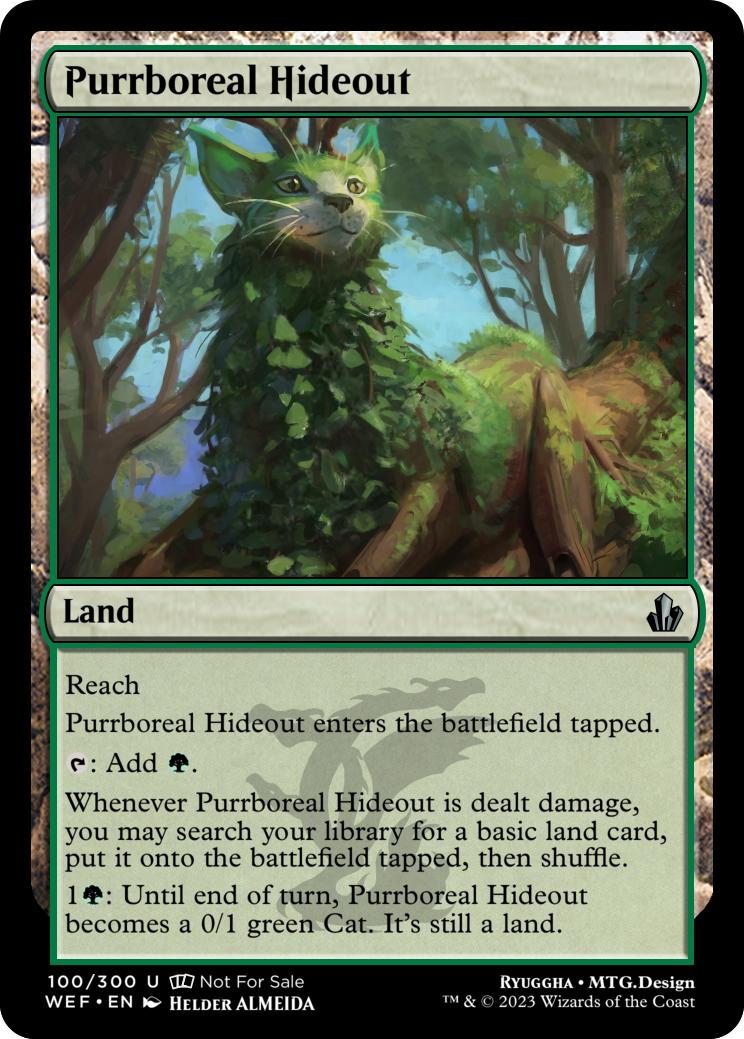 Purrboreal Hideout
Land
Reach
Purrboreal Hideout enters the battlefield tapped.
: Add .
Whenever Purrboreal Hideout is dealt damage,
you may search your library for a basic land card,
put it onto the battlefield tapped, then shuffle.
1: Until end of turn, Purrboreal Hideout
becomes a 0/1 green Cat. It's still a land.
100/300 U Not For Sale
WEF • EN HELDER ALMEIDA
RYUGGHA • MTG.Design
™ & © 2023 Wizards of the Coast